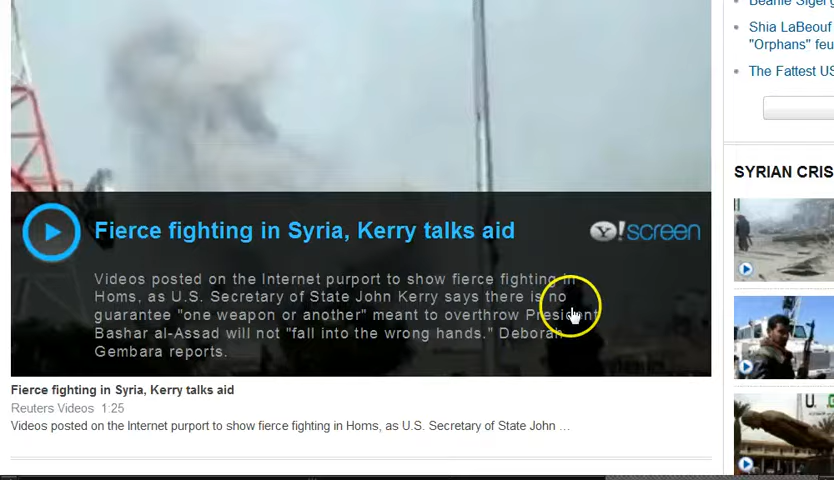 Fierce fighting in Syria, Kerry talks aid
Y! screen
Videos posted on the Internet purport to show fierce fighting in
Homs, as U.S. Secretary of State John Kerry says there is no
guarantee "one weapon or another" meant to overthrow President
Bashar al-Assad will not "fall into the wrong hands." Deborah
Gembara reports.
Fierce fighting in Syria, Kerry talks aid
Reuters Videos 1:25
Videos posted on the Internet purport to show fierce fighting in Homs, as U.S. Secretary of State John ...
Shia LaBeouf
"Orphans" feu
The Fattest US
SYRIAN CRIS
U.